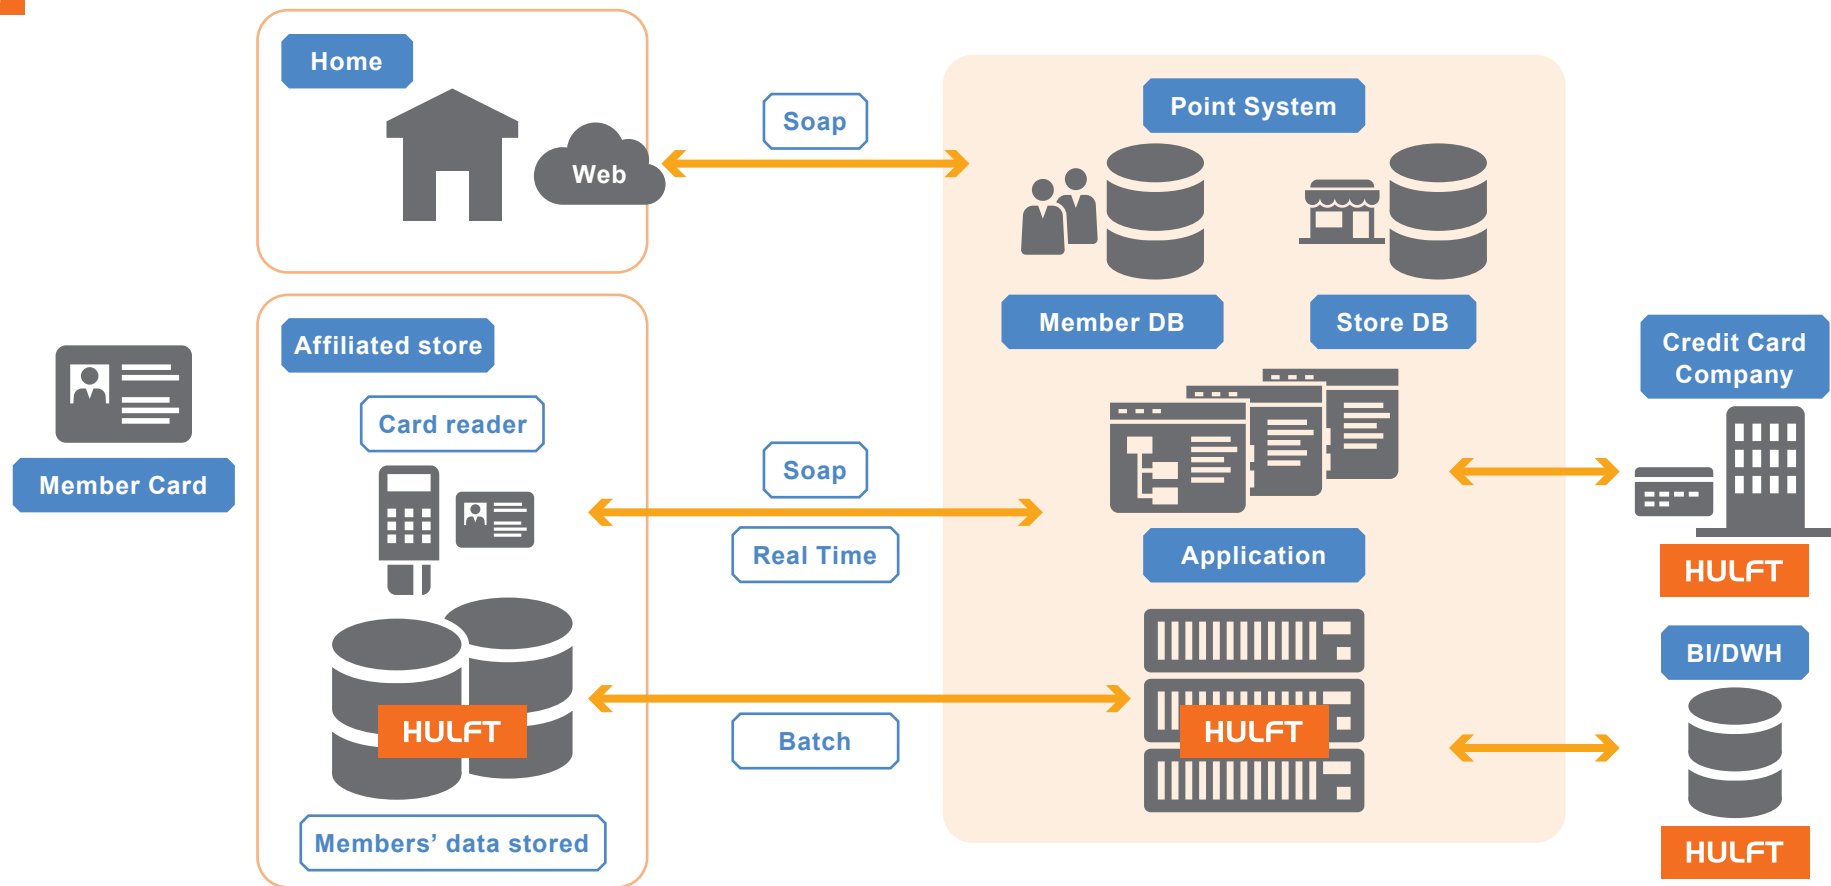 Home
Web
Soap
Point System
Member DB
Store DB
Member Card
Affiliated store
Card reader
Soap
Real Time
Application
Credit Card
Company
HULFT
HULFT
Members’ data stored
Batch
HULFT
BI/DWH
HULFT